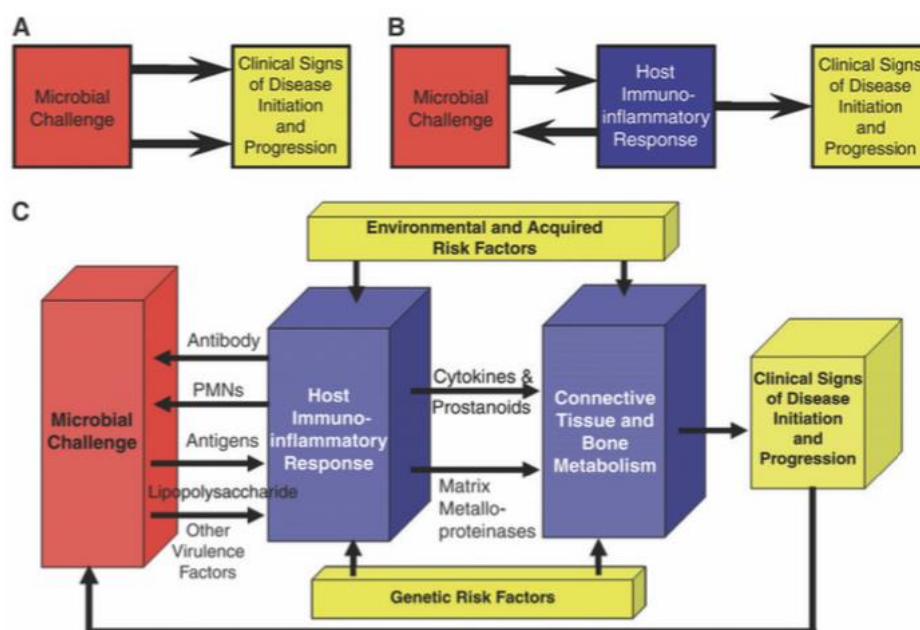 A
Microbial
Challenge
Clinical Signs
of Disease
Initiation
and
Progression
B
Microbial
Challenge
Host
Immuno-
inflammatory
Response
Clinical Signs
of Disease
Initiation
and
Progression
C
Environmental and Acquired
Risk Factors
Microbial
Challenge
Antibody
PMNs
Antigens
Lipopolysaccharide
Other
Virulence
Factors
Host
Immuno-
inflammatory
Response
Cytokines &
Prostanoids
Matrix
Metallo-
proteinases
Connective
Tissue and
Bone
Metabolism
Clinical Signs
of Disease
Initiation
and
Progression
Genetic Risk Factors